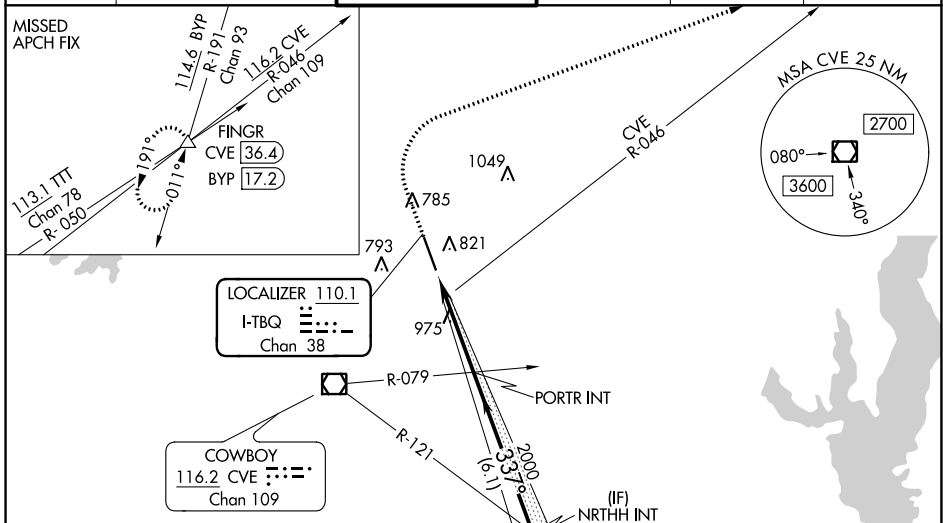 MISSED
APCH FIX
114.6 BYP
R-191
Chan 93
116.2 CVE
R-046
Chan 109
FINGR
CVE 36.4
BYP 17.2
191°
011°
113.1 TTT
Chan 78
R- 050
MSA CVE 25 NM
2700
080°
3600
340°
CVE
R-046
1049
785
793
821
LOCALIZER 110.1
I-TBQ
Chan 38
975
R-079
PORTR INT
R-121
COWBOY
116.2 CVE
Chan 109
2000
337°
(6.1)
(IF)
NRTHH INT